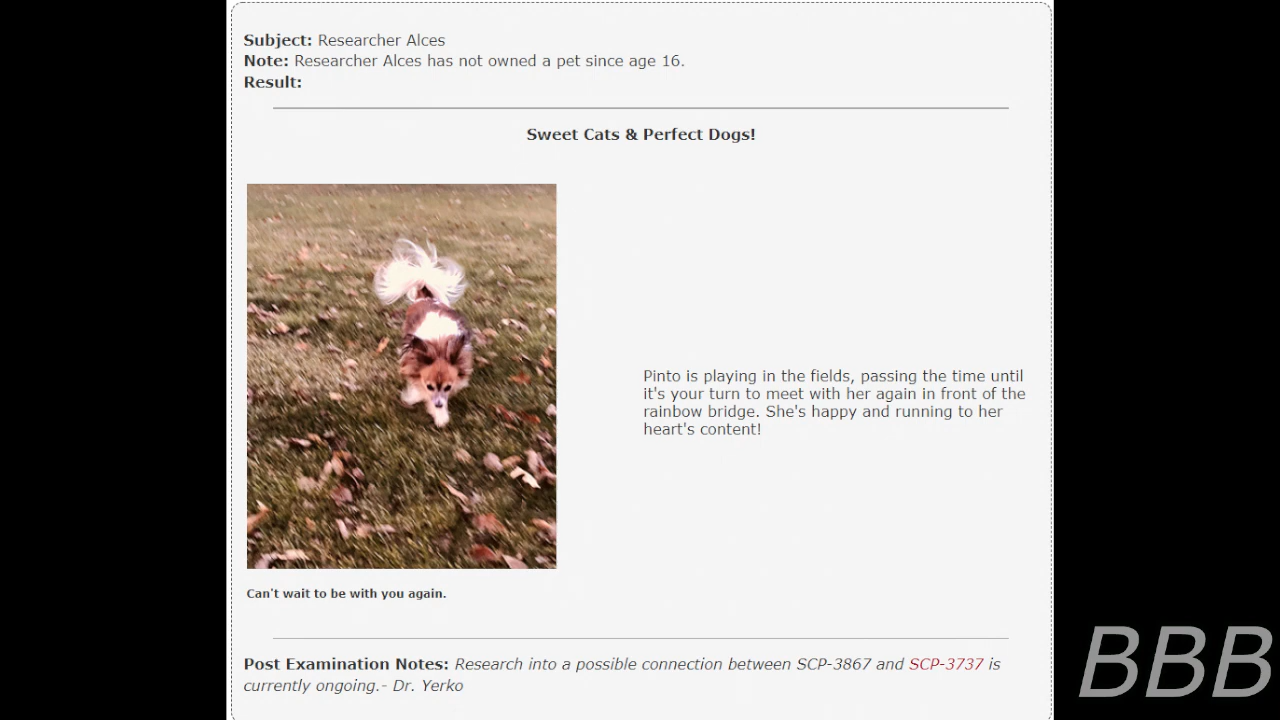 Subject: Researcher Alces
Note: Researcher Alces has not owned a pet since age 16.
Result:
Sweet Cats & Perfect Dogs!
Pinto is playing in the fields, passing the time until
it's your turn to meet with her again in front of the
rainbow bridge. She's happy and running to her
heart's content!
Can't wait to be with you again.
Post Examination Notes: Research into a possible connection between SCP-3867 and SCP-3737 is
currently ongoing.- Dr. Yerko
BBB